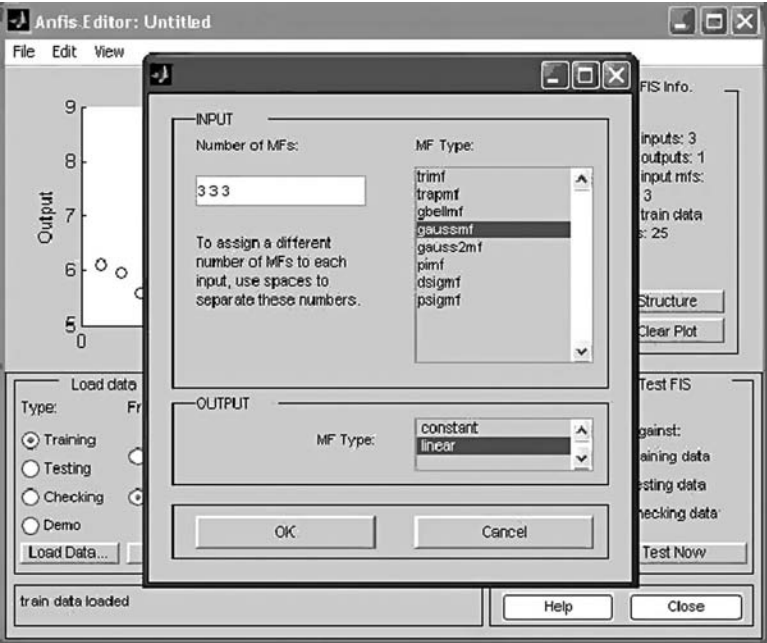 Anfis Editor: Untitled
File Edit View
9
8
7
6
5
0
Output
FIS Info.
inputs: 3
outputs: 1
input mfs:
3
train data
s: 25
Structure
Clear Plot
INPUT
Number of MFs:
3 3 3
To assign a different
number of MFs to each
input, use spaces to
separate these numbers.
MF Type:
trimf
trapmf
gbellmf
gaussmf
gauss2mf
pimf
dsigmf
psigmf
OUTPUT
MF Type:
constant
linear
OK
Cancel
Load data
Type: Fr
Training
Testing
Checking
Demo
Load Data...
Test FIS
gainst:
aining data
esting data
hecking data
Test Now
train data loaded
Help
Close